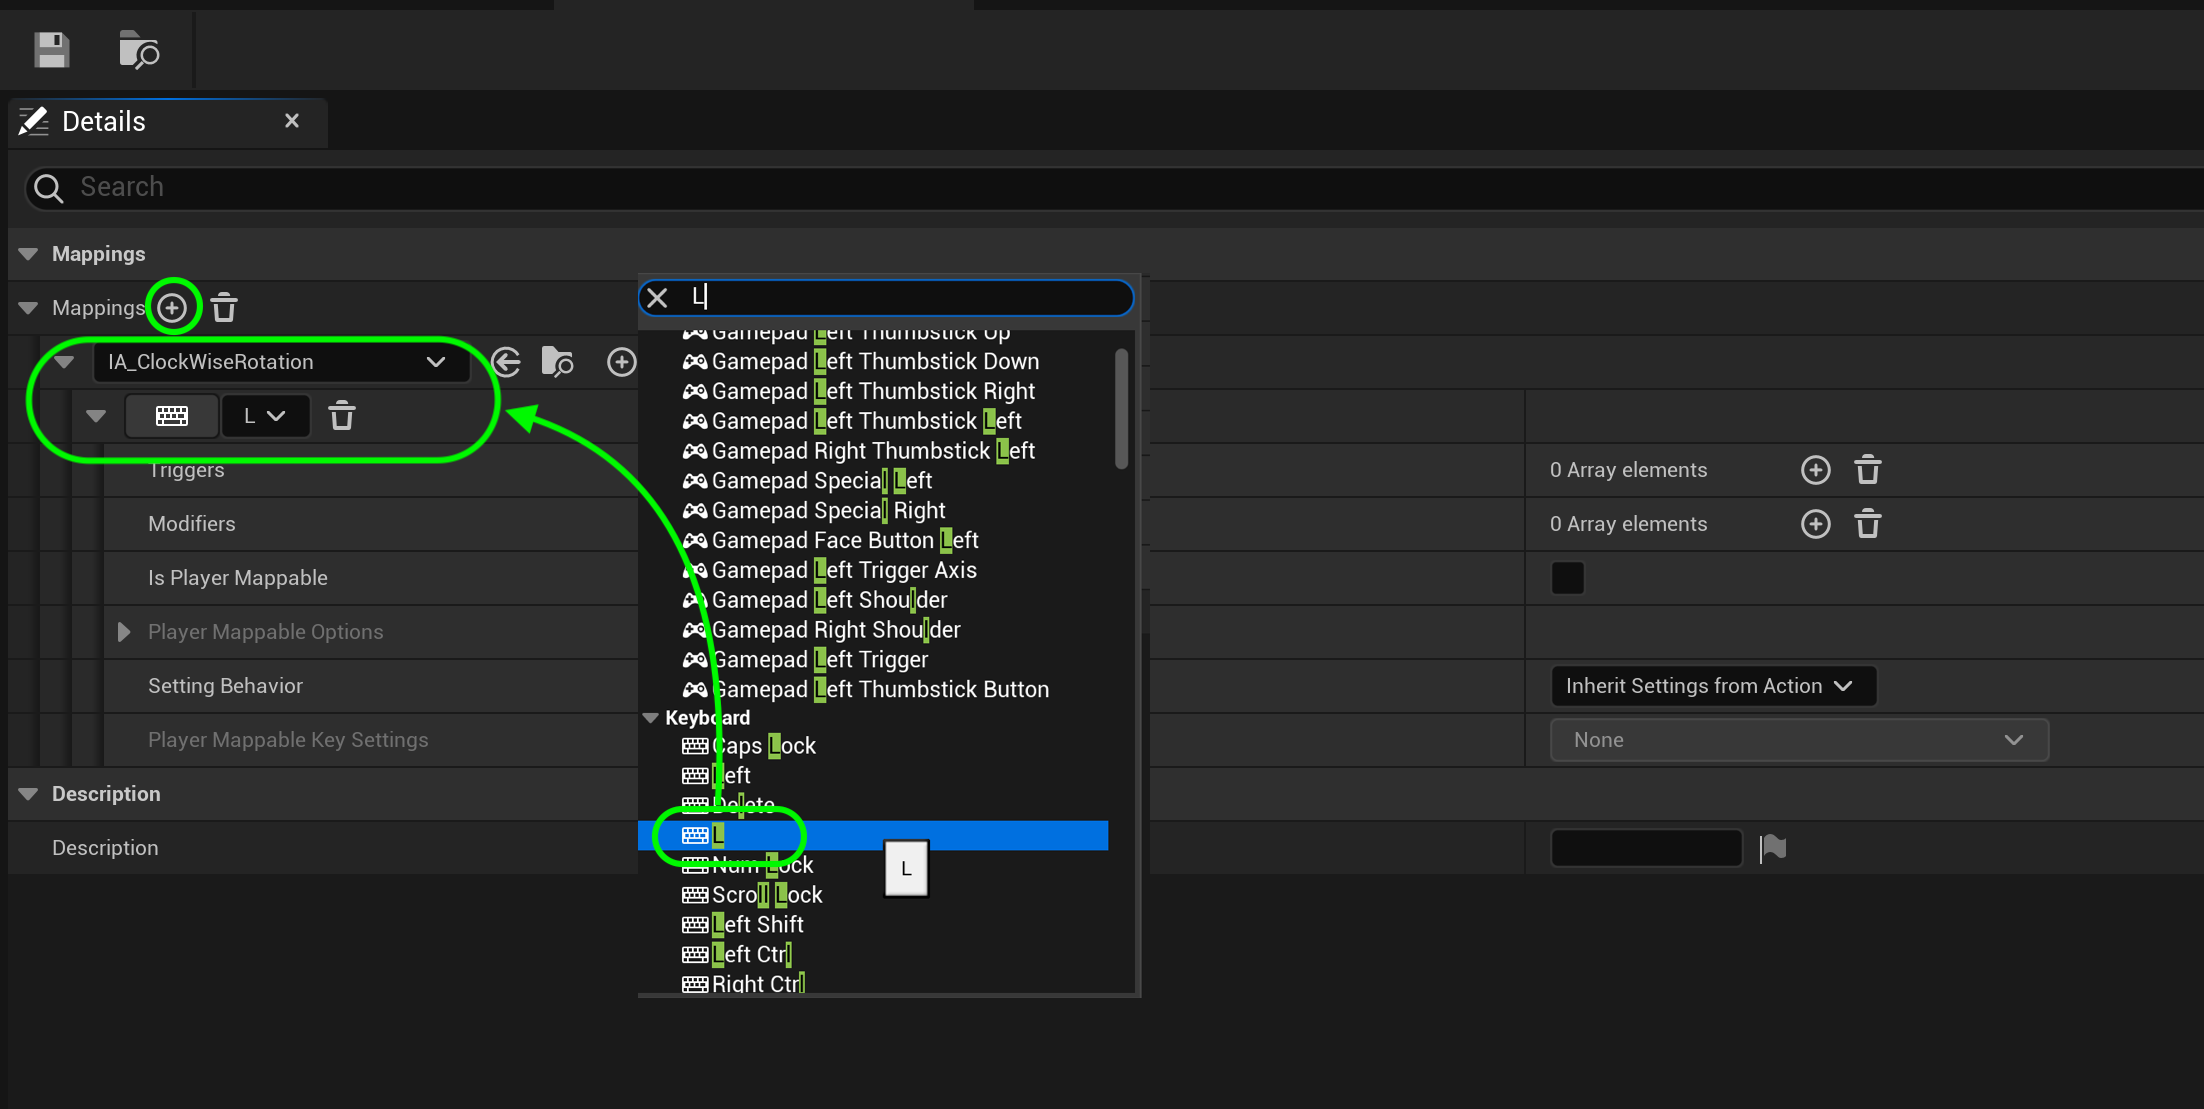 Details
Search
Mappings
Mappings
L
IA_ClockWiseRotation
L
Triggers
0 Array elements
Modifiers
0 Array elements
Is Player Mappable
Player Mappable Options
Setting Behavior
Inherit Settings from Action
Player Mappable Key Settings
None
Description
Description
Gamepad Left Thumbstick Up
Gamepad Left Thumbstick Down
Gamepad Left Thumbstick Right
Gamepad Left Thumbstick Left
Gamepad Right Thumbstick Left
Gamepad Special Left
Gamepad Special Right
Gamepad Face Button Left
Gamepad Left Trigger Axis
Gamepad Left Shoulder
Gamepad Right Shoulder
Gamepad Left Trigger
Gamepad Left Thumbstick Button
Keyboard
Caps Lock
Left
Delete
L
L
Num Lock
Scroll Lock
Left Shift
Left Ctrl
Right Ctrl